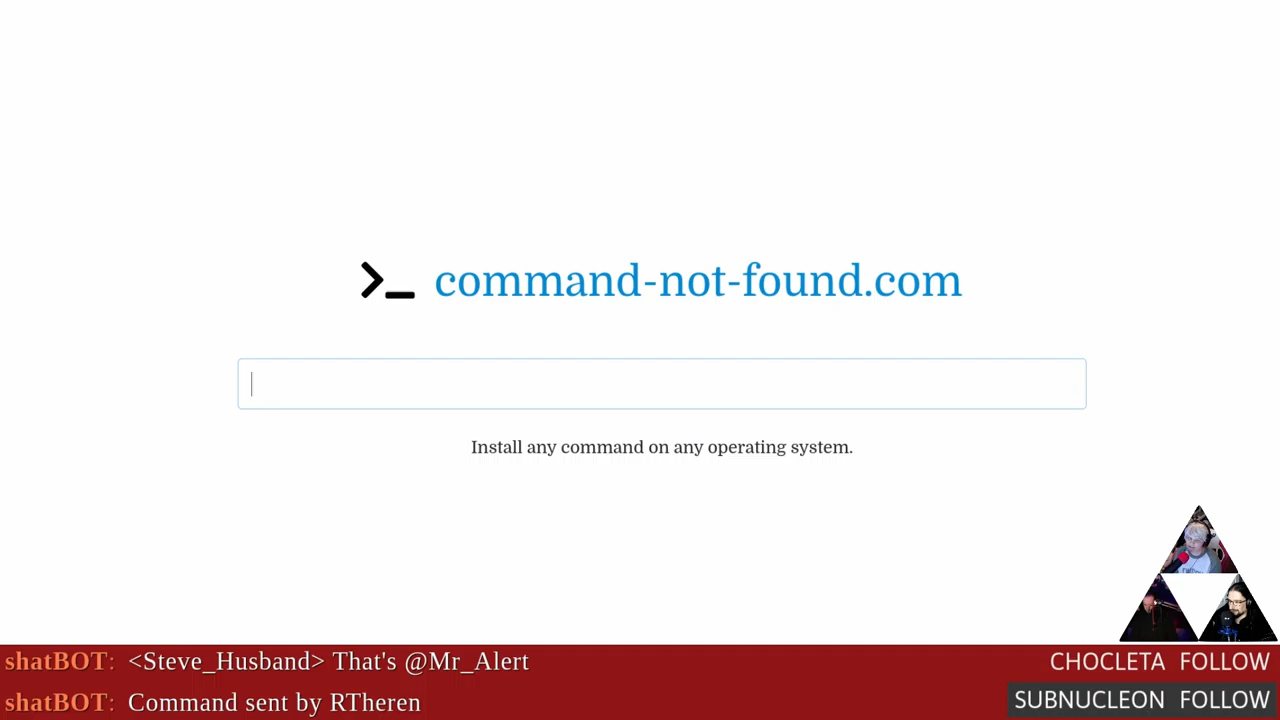 command-not-found.com
Install any command on any operating system.
shatBOT: <Steve_Husband> That's @Mr_Alert
CHOCLETA FOLLOW
shatBOT: Command sent by RTheren
SUBNUCLEON FOLLOW